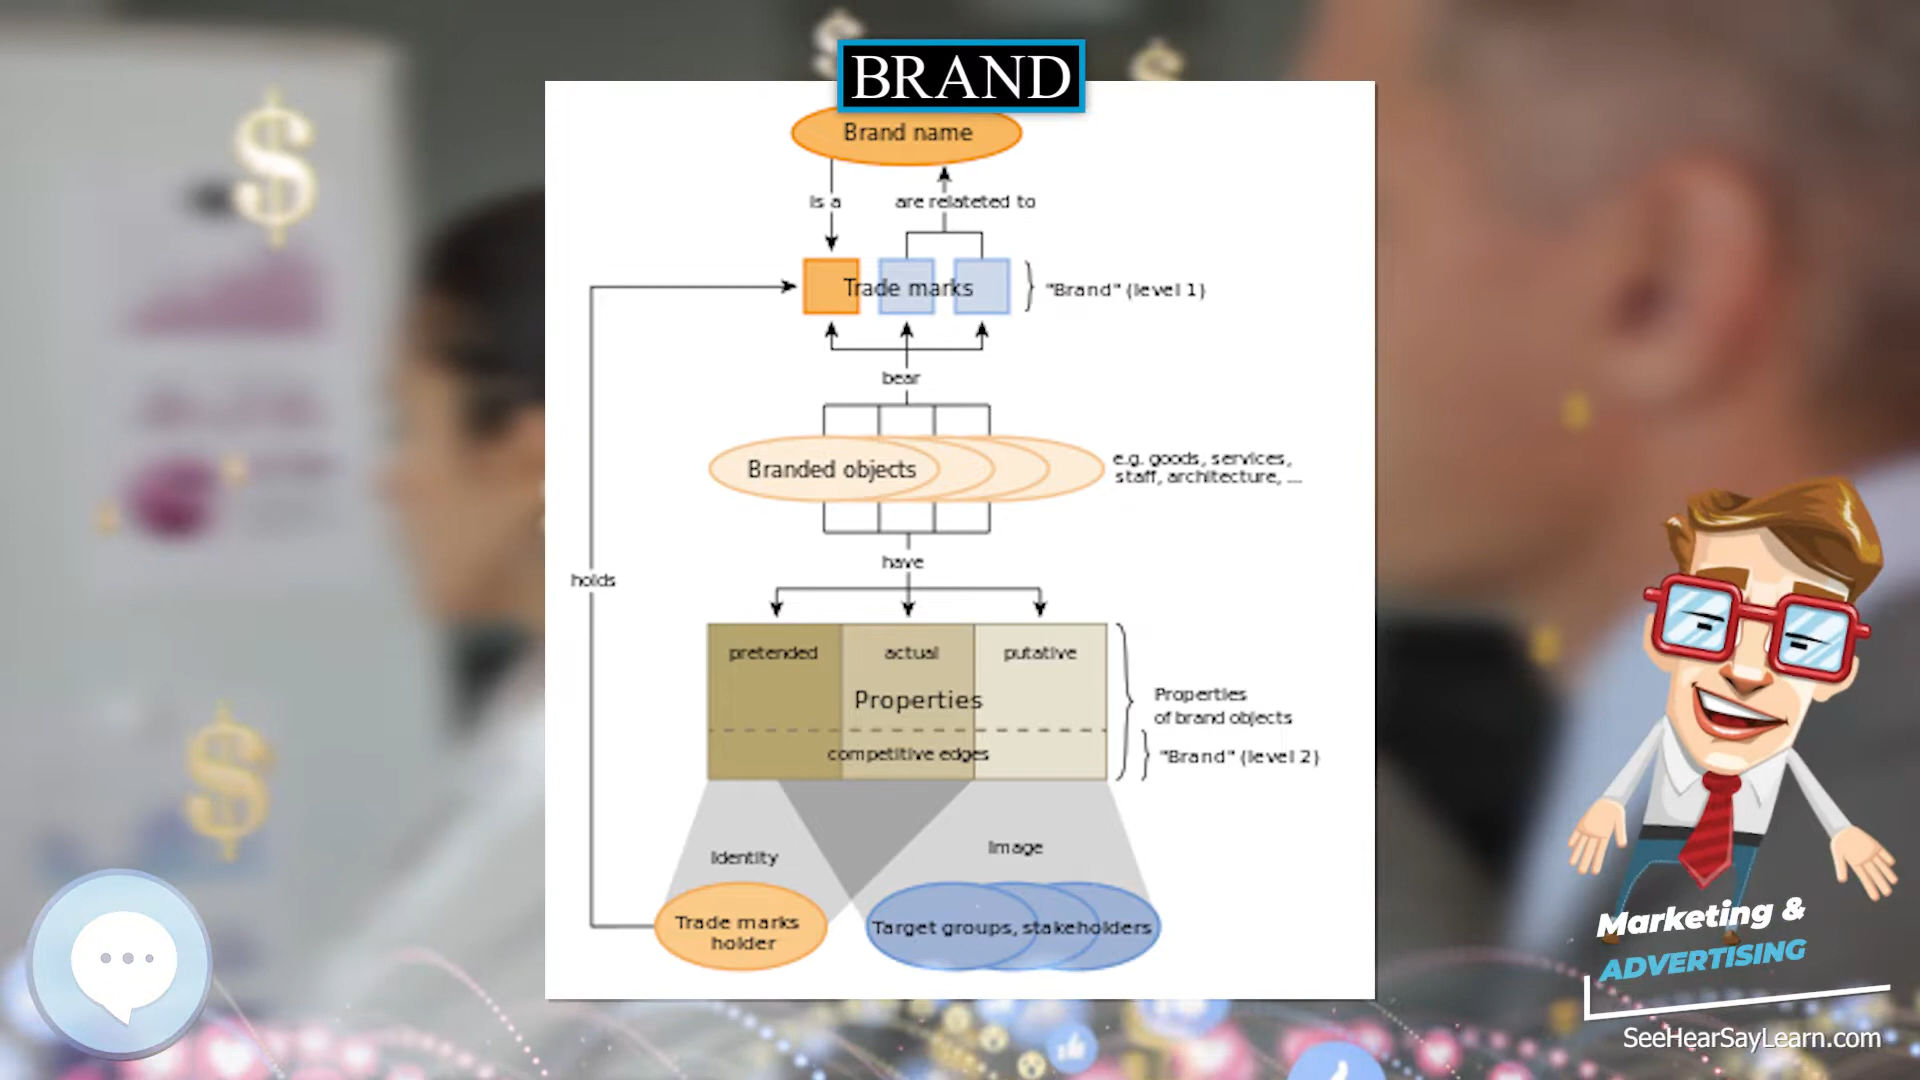 BRAND
Brand name
is a
are relateted to
Trade marks
"Brand" (level 1)
bear
Branded objects
e.g. goods, services,
staff, architecture, ...
have
holds
pretended
actual
putative
Properties
competitive edges
Properties
of brand objects
"Brand" (level 2)
Identity
Image
Trade marks
holder
Target groups, stakeholders
Marketing &
ADVERTISING
SeeHearSayLearn.com
$
$
$
$